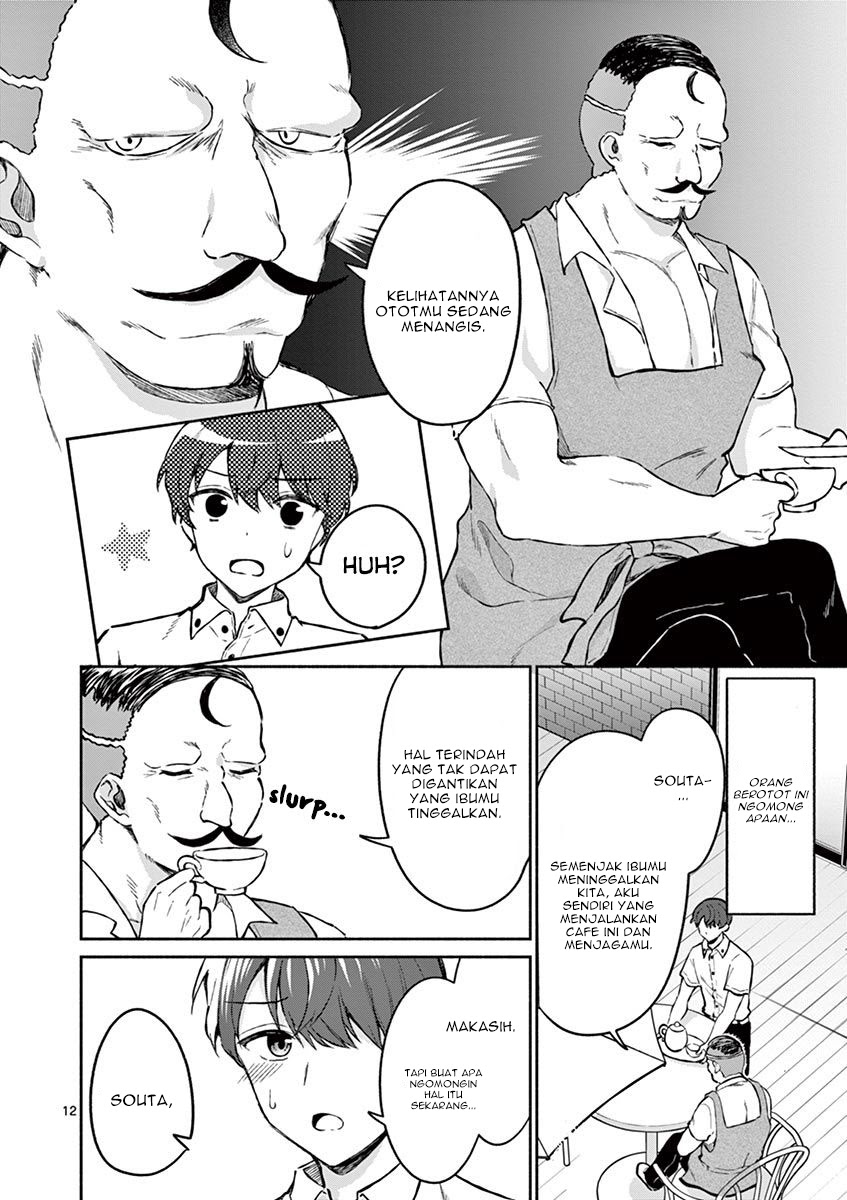 KELIHATANNYA
OTOTMU SEDANG
MENANGIS.
HUH?
ORANG
BEROTOT INI
NGOMONG
APAAN...
SOUTA-
...
SEMENJAK IBUMU
MENINGGALKAN
KITA, AKU
SENDIRI YANG
MENJALANKAN
CAFE INI DAN
MENJAGAMU.
HAL TERINDAH
YANG TAK DAPAT
DIGANTIKAN
YANG IBUMU
TINGGALKAN.
slurp...
MAKASIH.
TAPI BUAT APA
NGOMONGIN
HAL ITU
SEKARANG...
SOUTA,
12